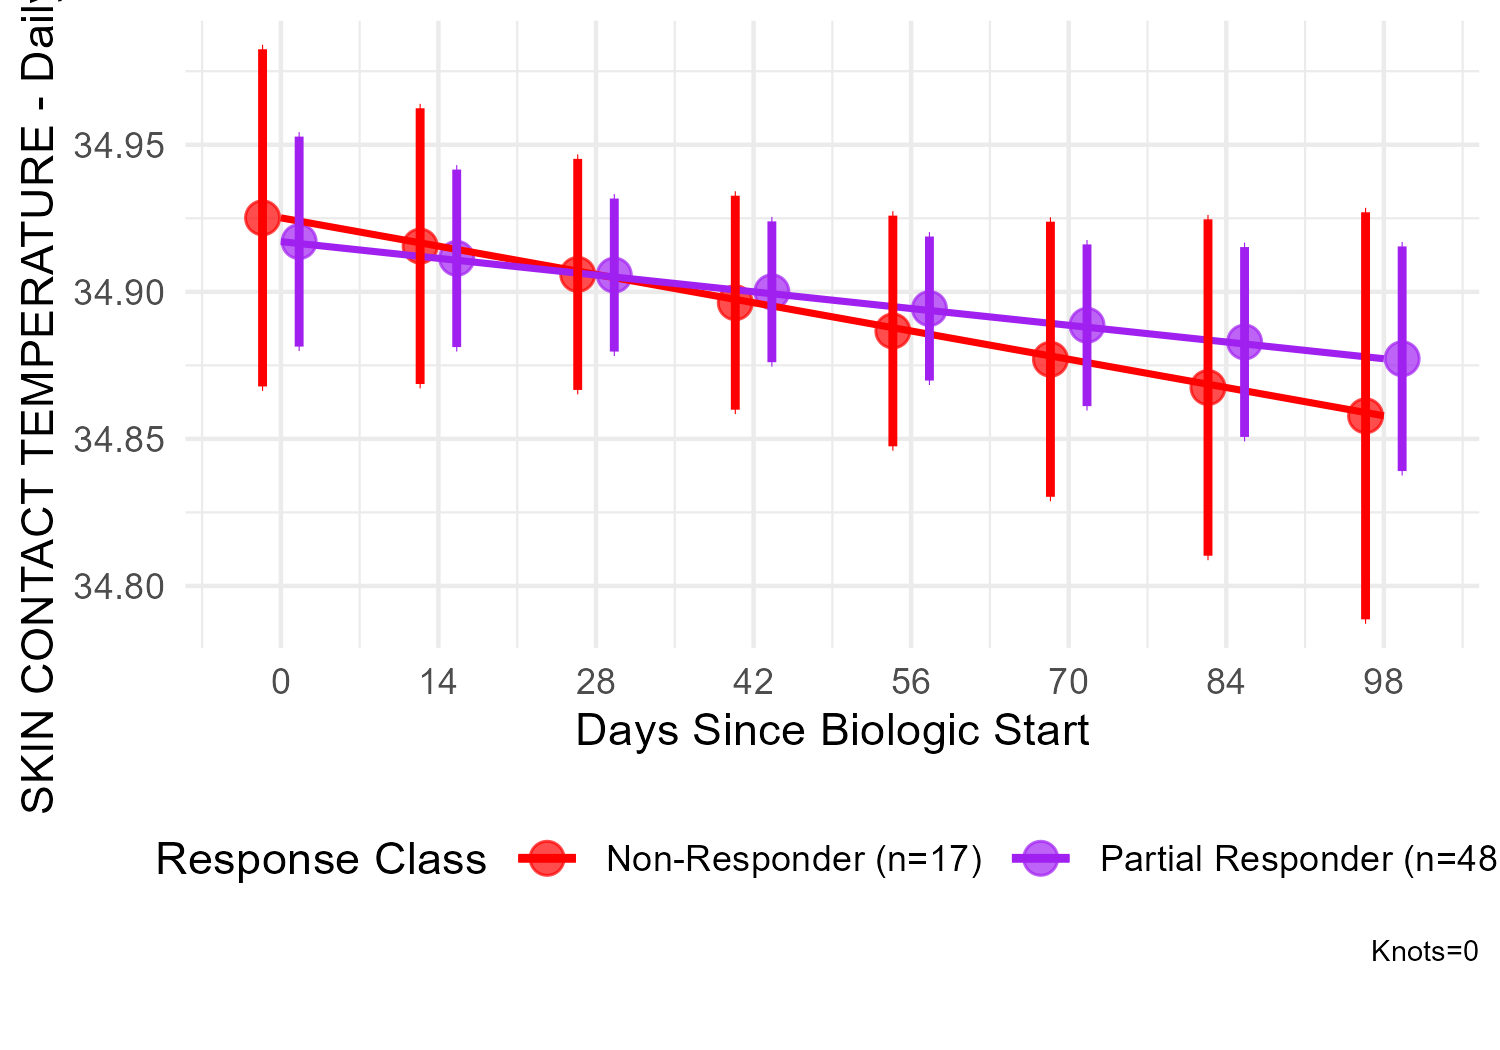 SKIN CONTACT TEMPERATURE - Daily
34.95
34.90
34.85
34.80
0 14 28 42 56 70 84 98
Days Since Biologic Start
Response Class Non-Responder (n=17) Partial Responder (n=48
Knots=0